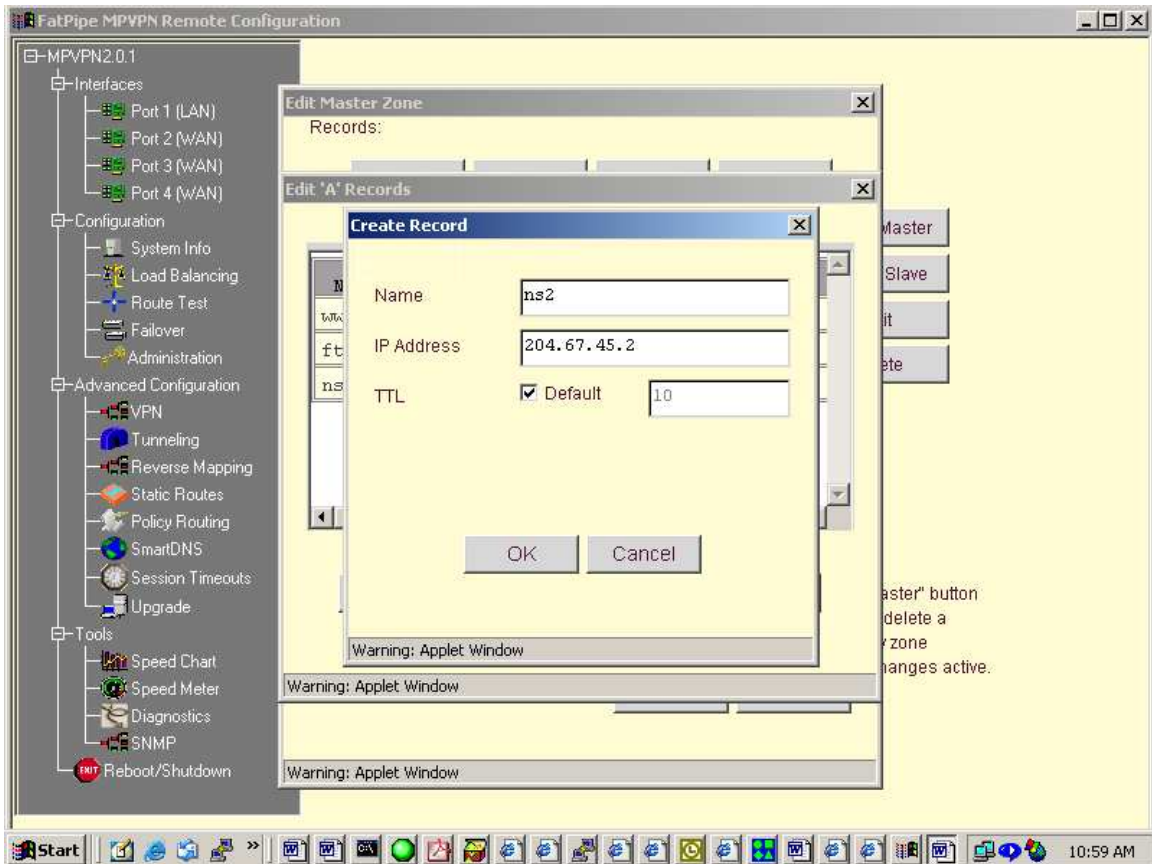 FatPipe MPVPN Remote Configuration
MPVPN2.0.1
Interfaces
Port 1 (LAN)
Port 2 (WAN)
Port 3 (WAN)
Port 4 (WAN)
Configuration
System Info
Load Balancing
Route Test
Failover
Administration
Advanced Configuration
VPN
Tunneling
Reverse Mapping
Static Routes
Policy Routing
SmartDNS
Session Timeouts
Upgrade
Tools
Speed Chart
Speed Meter
Diagnostics
SNMP
EXIT Reboot/Shutdown
Edit Master Zone
Records:
Edit 'A' Records
Create Record
Name ns2
IP Address 204.67.45.2
TTL Default 10
OK Cancel
Warning: Applet Window
Warning: Applet Window
Warning: Applet Window
Master
Slave
aster" button
delete a
zone
hanges active.
Start
10:59 AM